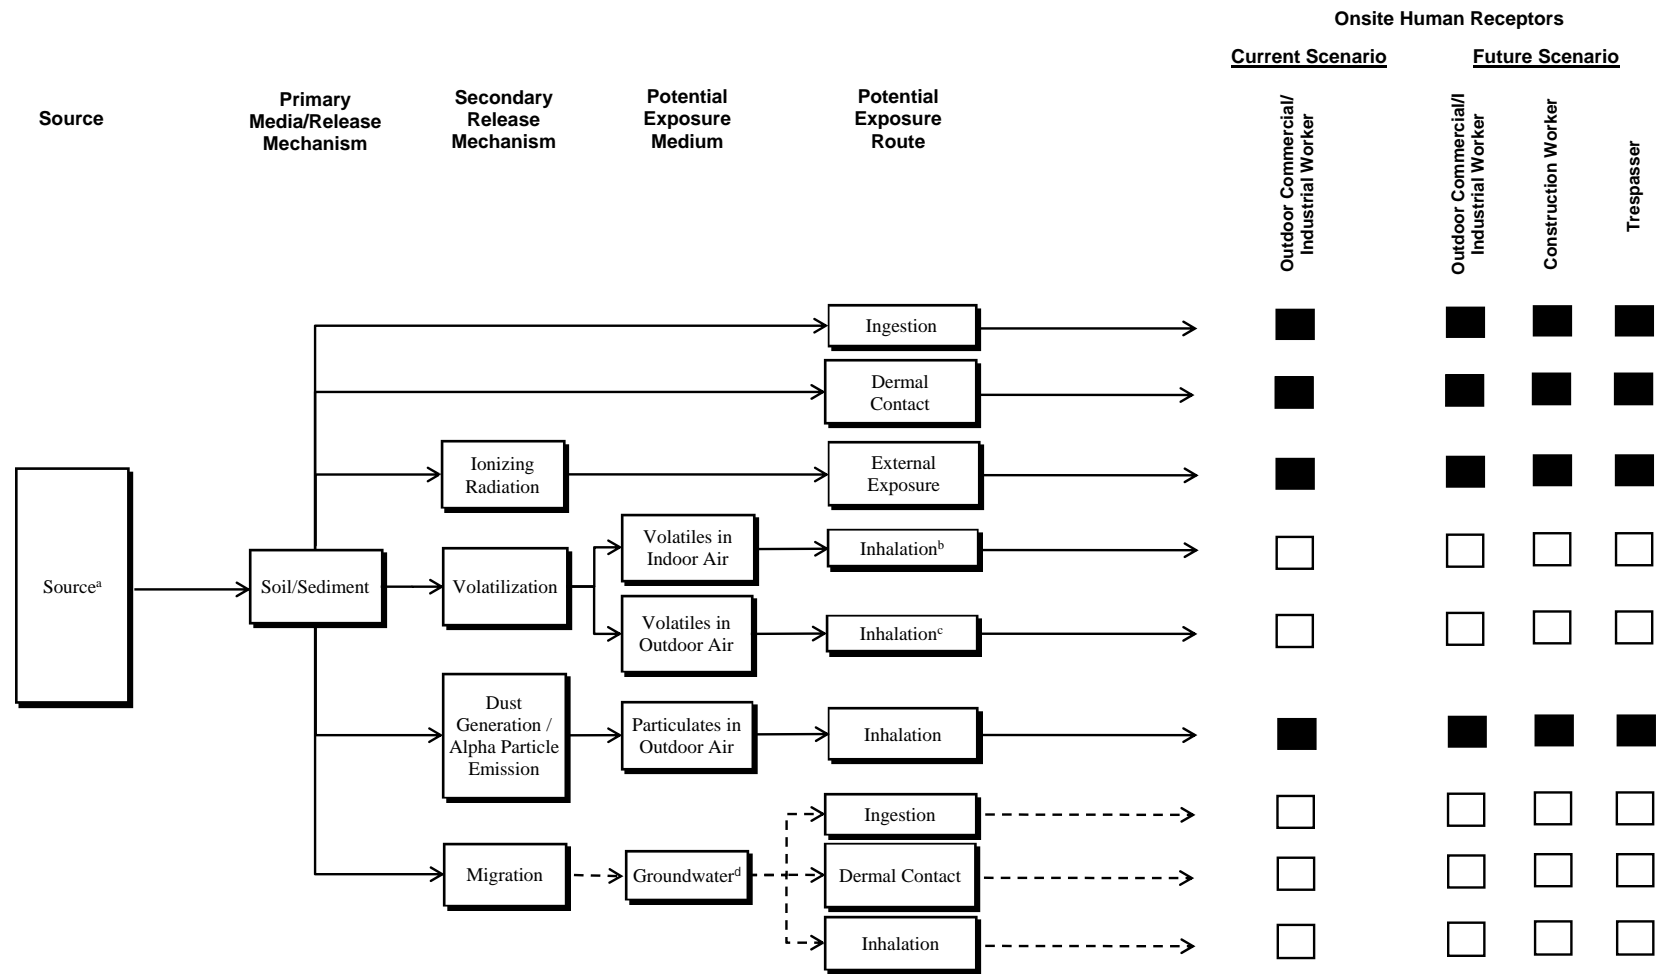 Onsite Human Receptors
Current Scenario
Future Scenario
Source
Primary
Media/Release
Mechanism
Secondary
Release
Mechanism
Potential
Exposure
Medium
Potential
Exposure
Route
Outdoor Commercial/
Industrial Worker
Outdoor Commercial/I
Industrial Worker
Construction Worker
Trespasser
Ingestion
Dermal
Contact
Ionizing
Radiation
External
Exposure
Volatiles in
Indoor Air
Inhalationᵇ
Sourceᵃ
Soil/Sediment
Volatilization
Volatiles in
Outdoor Air
Inhalationᶜ
Dust
Generation /
Alpha Particle
Emission
Particulates in
Outdoor Air
Inhalation
Ingestion
Migration
Groundwaterᵈ
Dermal Contact
Inhalation